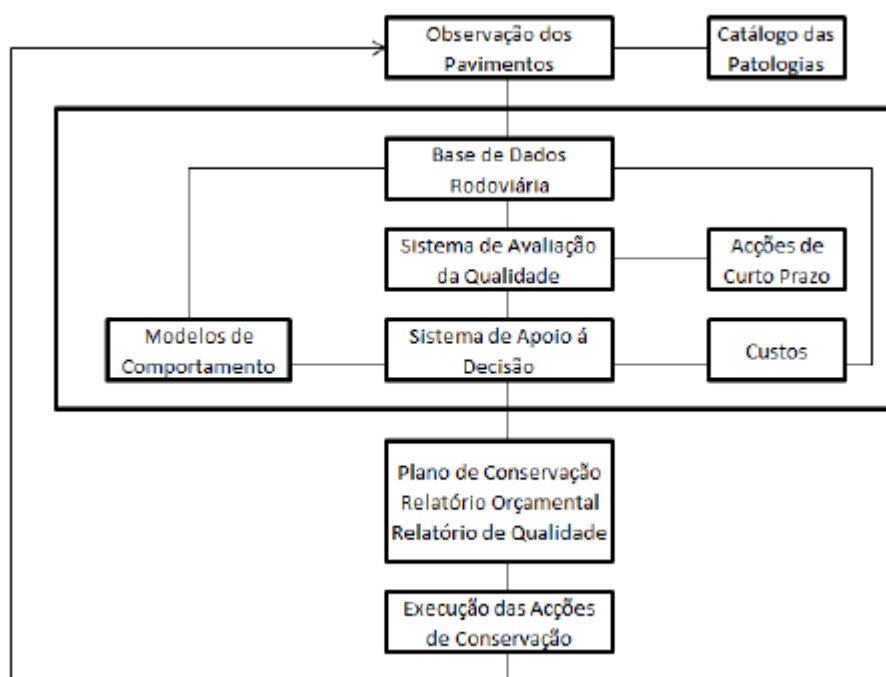 Observação dos
Pavimentos
Catálogo das
Patologias
Base de Dados
Rodoviária
Sistema de Avaliação
da Qualidade
Acções de
Curto Prazo
Modelos de
Comportamento
Sistema de Apoio á
Decisão
Custos
Plano de Conservação
Relatório Orçamental
Relatório de Qualidade
Execução das Acções
de Conservação